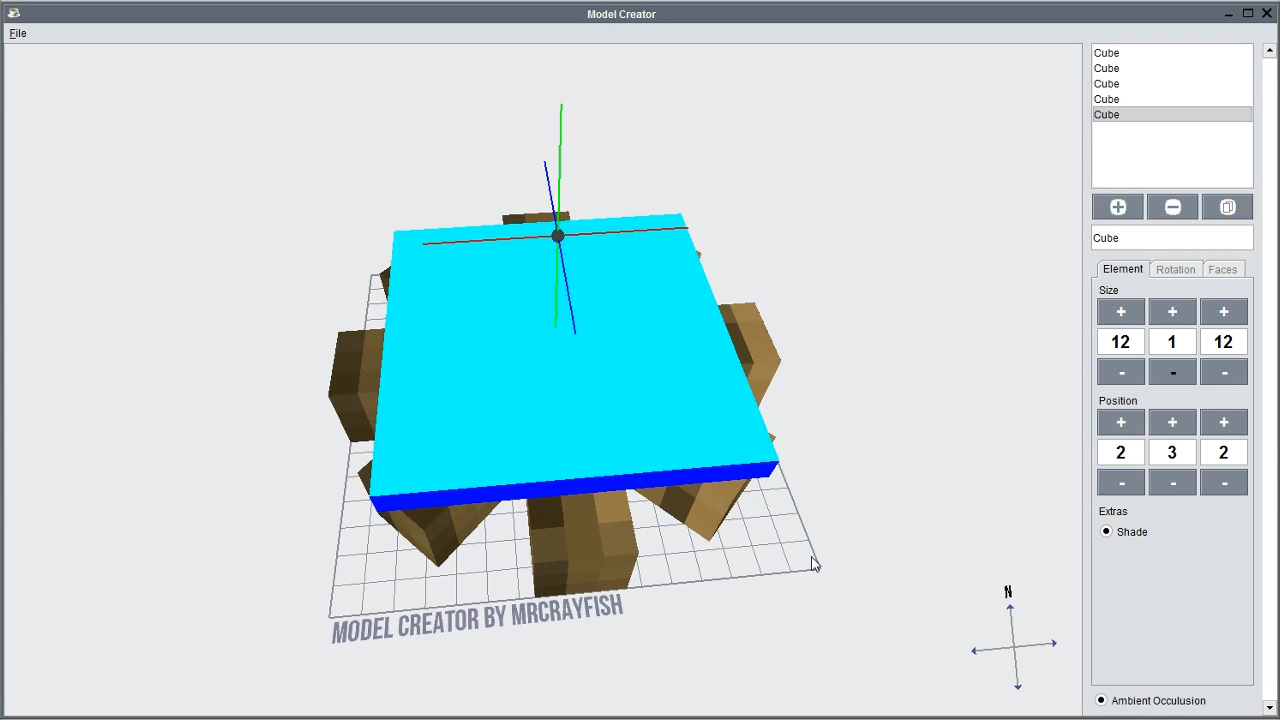 Model Creator
File
Cube
Cube
Cube
Cube
Cube
Cube
Element Rotation Faces
Size
+ + +
12 1 12
- - -
Position
+ + +
2 3 2
- - -
Extras
Shade
N
MODEL CREATOR BY MRCRAYFISH
Ambient Occulusion